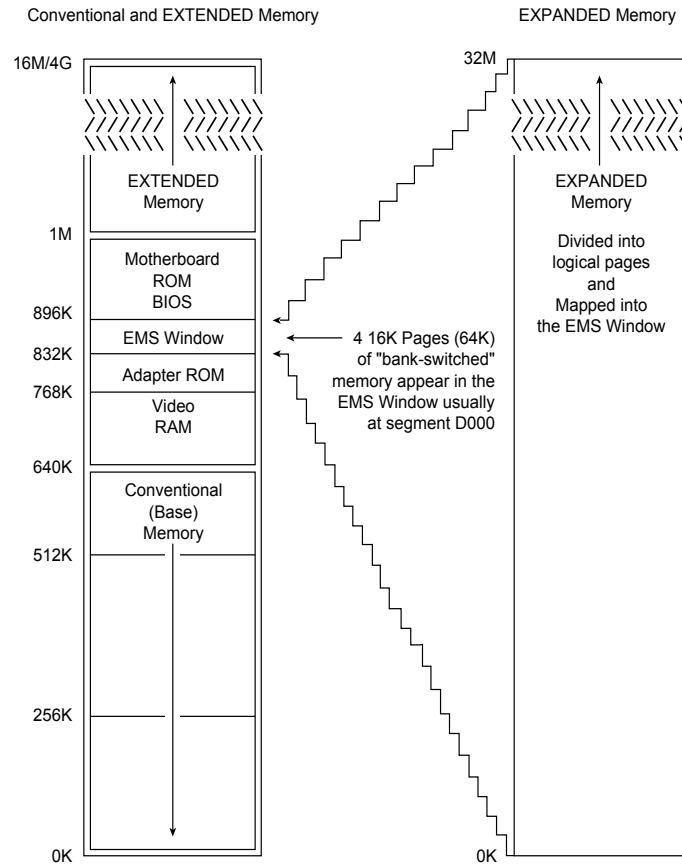 Conventional and EXTENDED Memory
EXPANDED Memory
16M/4G
32M
EXTENDED
Memory
EXPANDED
Memory
Divided into
logical pages
and
Mapped into
the EMS Window
1M
Motherboard
ROM
BIOS
896K
EMS Window
4 16K Pages (64K)
of "bank-switched"
memory appear in the
EMS Window usually
at segment D000
832K
Adapter ROM
768K
Video
RAM
640K
Conventional
(Base)
Memory
512K
256K
0K
0K